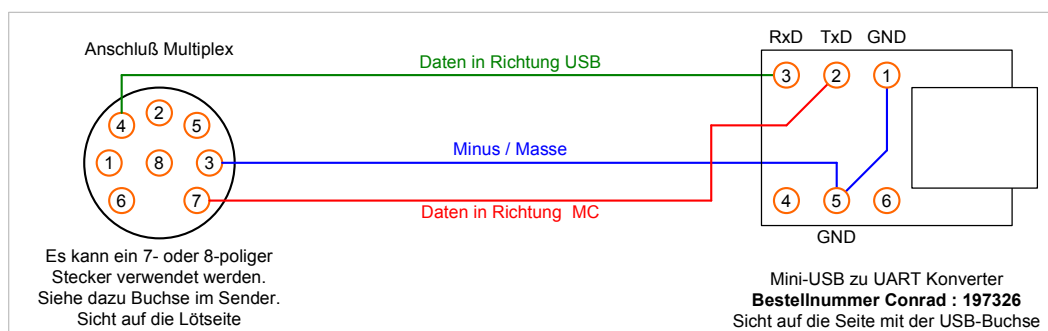 Anschluß Multiplex
RxD TxD GND
Daten in Richtung USB
3 2 1
2
4 5
Minus / Masse
1 8 3
6 7
Daten in Richtung MC
4 5 6
GND
Es kann ein 7- oder 8-poliger
Stecker verwendet werden.
Siehe dazu Buchse im Sender.
Sicht auf die Lötseite
Mini-USB zu UART Konverter
Bestellnummer Conrad : 197326
Sicht auf die Seite mit der USB-Buchse